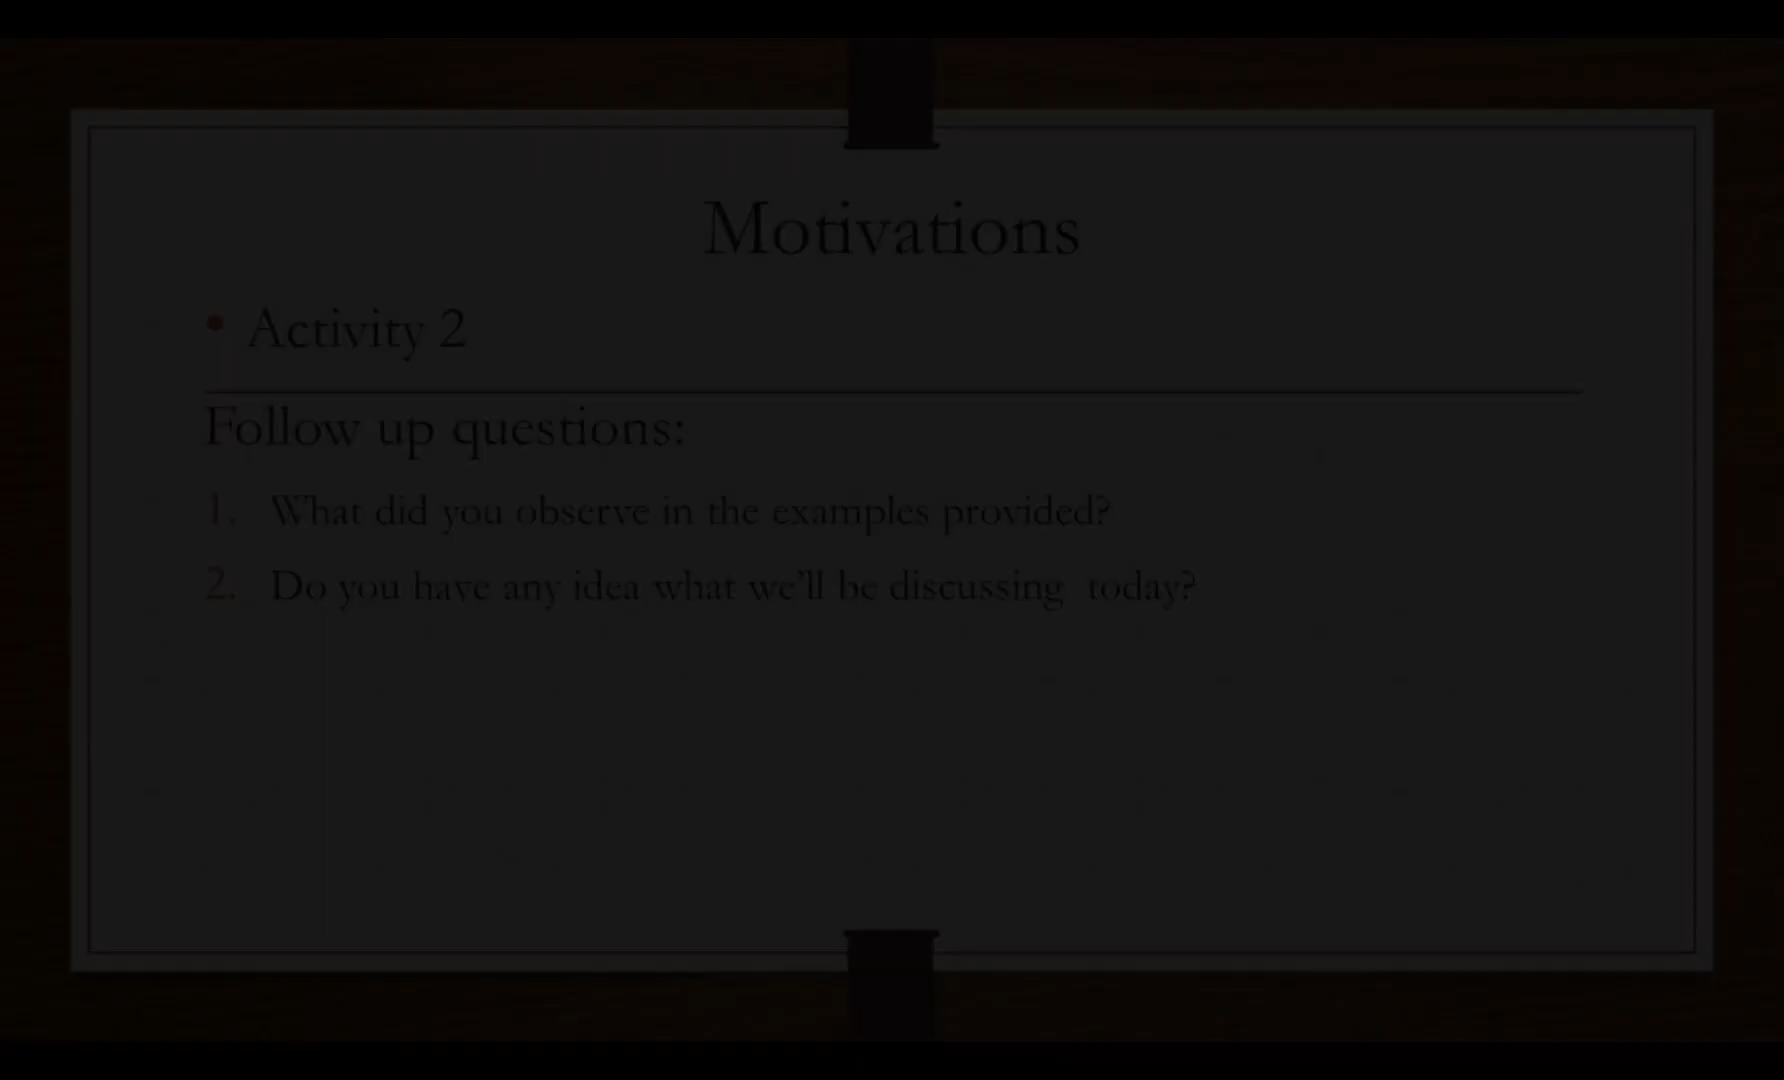 Motivations
• Activity 2
Follow up questions:
1. What did you observe in the examples provided?
2. Do you have any idea what we'll be discussing  today?